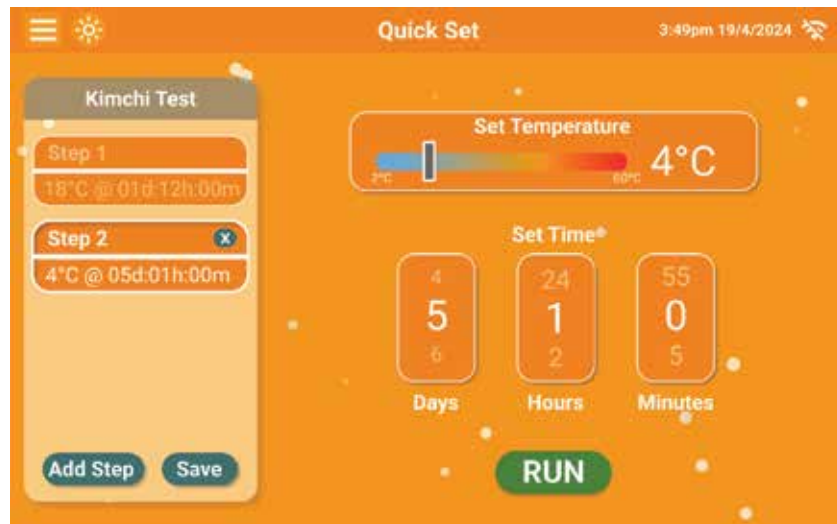 Quick Set
3:49pm 19/4/2024
Kimchi Test
Step 1
18°C @ 01d:12h:00m
Step 2 X
4°C @ 05d:01h:00m
Add Step Save
Set Temperature
2°C 60°C 4°C
Set Time
4 24 55
5 1 0
6 2 5
Days Hours Minutes
RUN